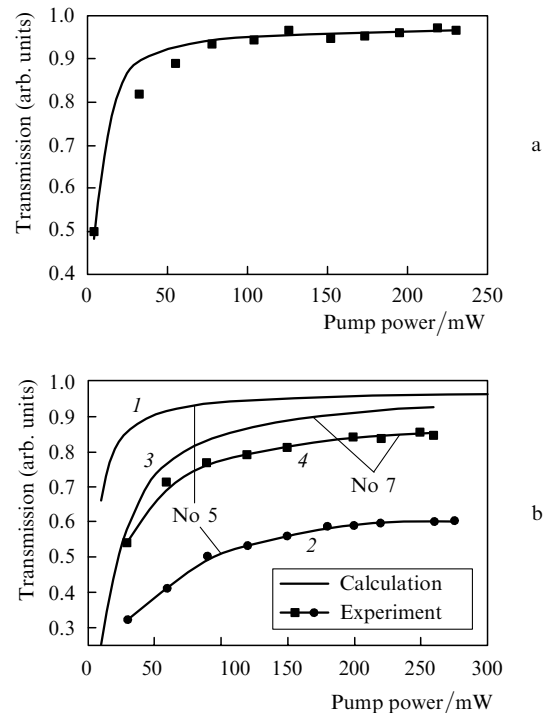 Transmission (arb. units)
1.0
0.9
0.8
0.7
0.6
0.5
0.4
0 50 100 150 200 250
Pump power/mW
a
Transmission (arb. units)
1.0
0.9
0.8
0.7
0.6
0.5
0.4
0.3
1
3
No 5
No 7
4
2
Calculation
Experiment
0 50 100 150 200 250 300
Pump power/mW
b